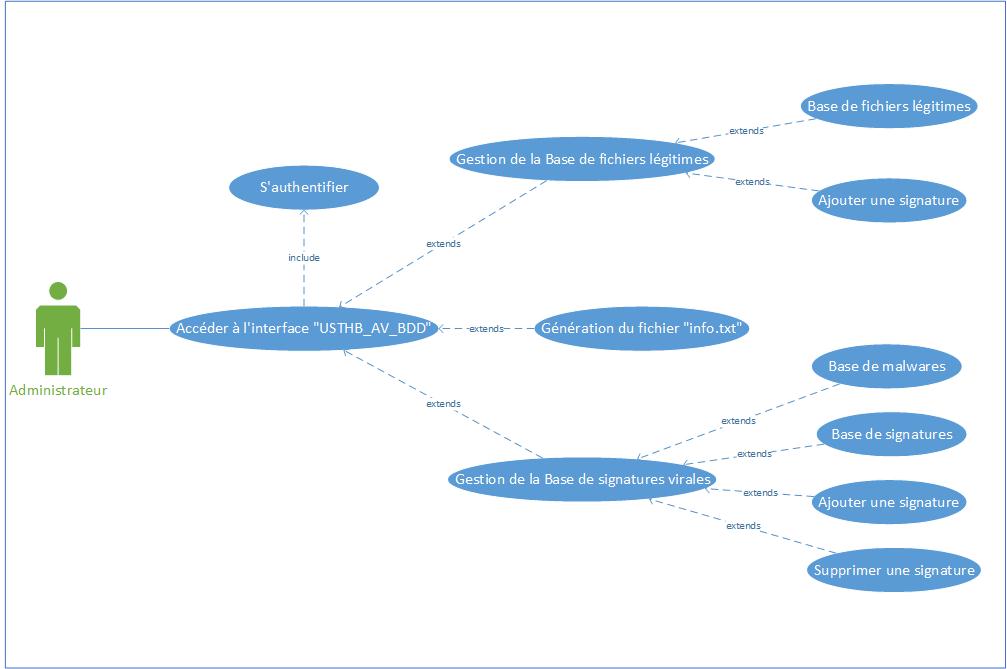 Base de fichiers légitimes
extends
Gestion de la Base de fichiers légitimes
extends
S'authentifier
Ajouter une signature
extends
include
Accéder à l'interface "USTHB_AV_BDD"
extends
Génération du fichier "info.txt"
Administrateur
Base de malwares
extends
extends
Base de signatures
extends
Gestion de la Base de signatures virales
extends
Ajouter une signature
extends
Supprimer une signature